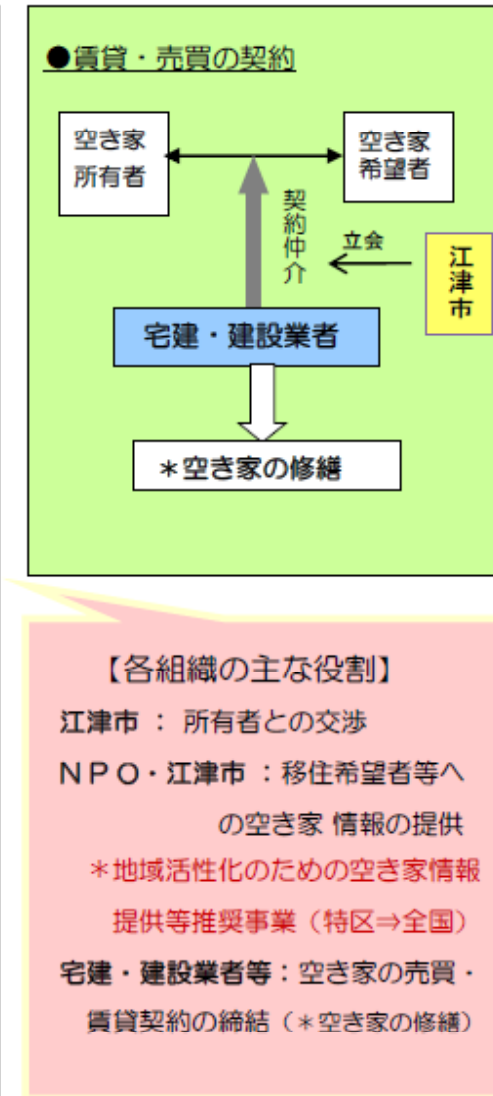 ●賃貸・売買の契約
空き家
所有者
空き家
希望者
契約仲介
立会
江津市
宅建・建設業者
＊空き家の修繕
【各組織の主な役割】
江津市 ： 所有者との交渉
ＮＰＯ・江津市 ：移住希望者等へ
の空き家 情報の提供
＊地域活性化のための空き家情報
提供等推奨事業（特区⇒全国）
宅建・建設業者等：空き家の売買・
賃貸契約の締結（＊空き家の修繕）